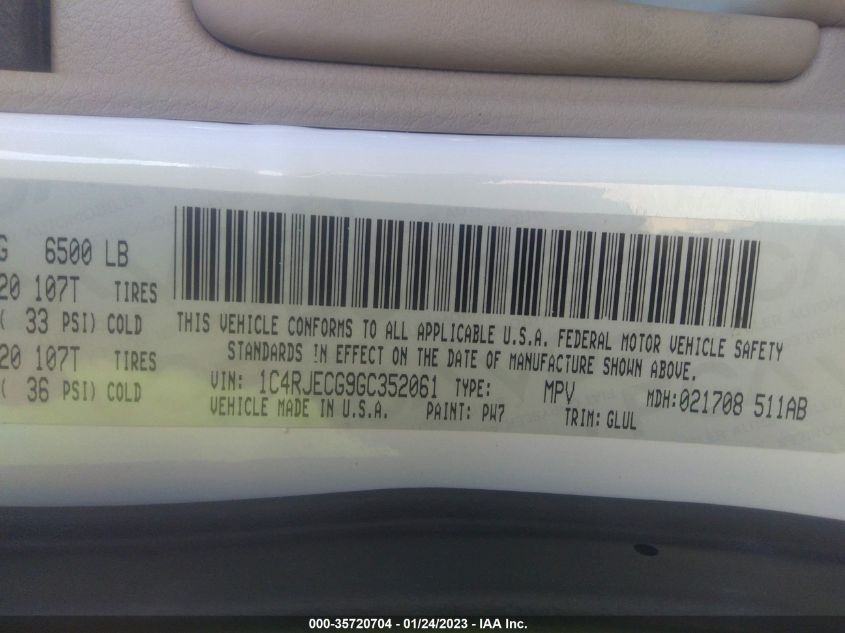 G 6500 LB
20 107T TIRES
( 33 PSI) COLD
20 107T TIRES
( 36 PSI) COLD
THIS VEHICLE CONFORMS TO ALL APPLICABLE U.S.A. FEDERAL MOTOR VEHICLE SAFETY
STANDARDS IN EFFECT ON THE DATE OF MANUFACTURE SHOWN ABOVE.
VIN: 1C4RJECG9GC352061 TYPE: MPV MDH:021708 511AB
VEHICLE MADE IN U.S.A. PAINT: PW7 TRIM: GLUL
000-35720704 - 01/24/2023 - IAA Inc.